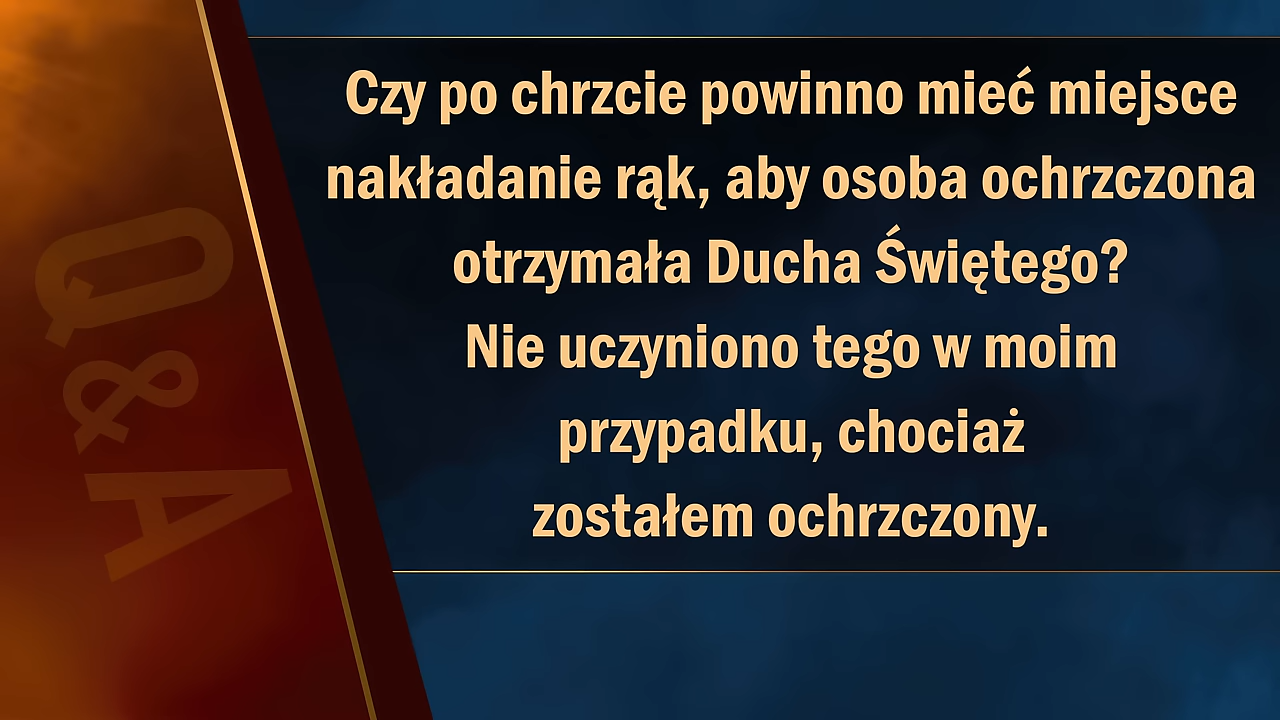 Czy po chrzcie powinno mieć miejsce
nakładanie rąk, aby osoba ochrzczona
otrzymała Ducha Świętego?
Nie uczyniono tego w moim
przypadku, chociaż
zostałem ochrzczony.
Q&A